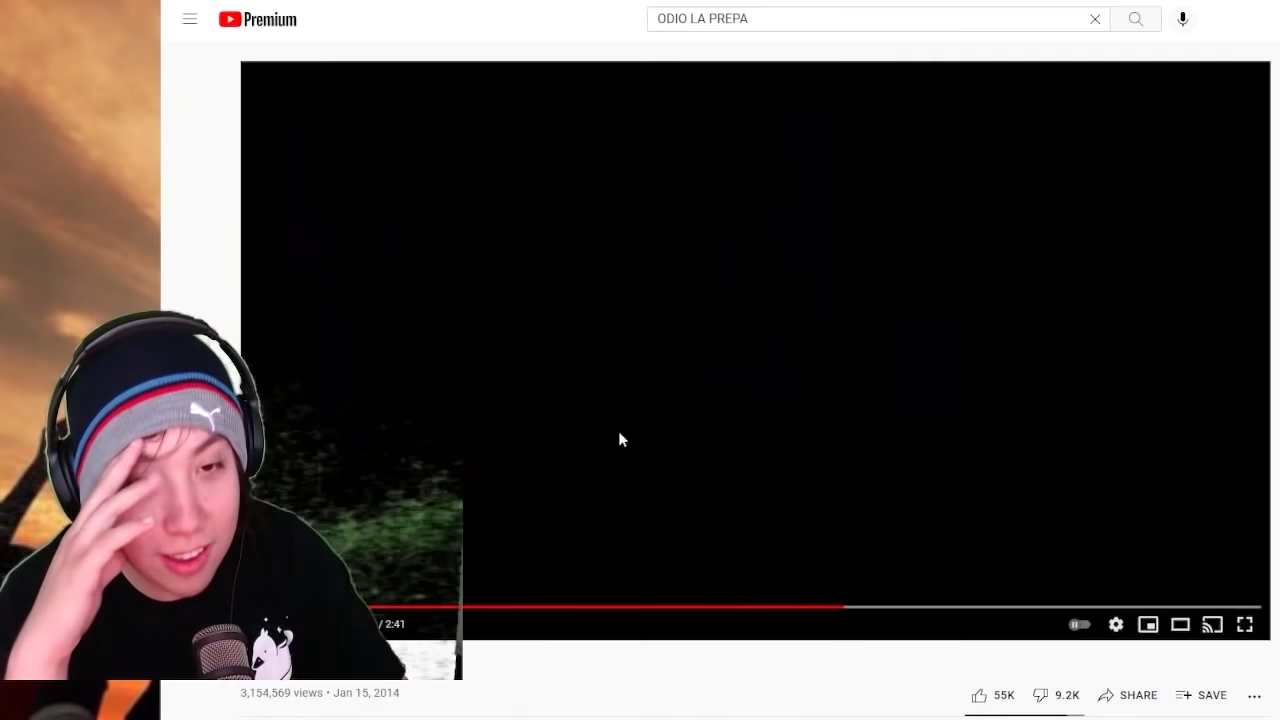 Premium
ODIO LA PREPA
/ 2:41
3,154,569 views • Jan 15, 2014
55K
9.2K
SHARE
SAVE